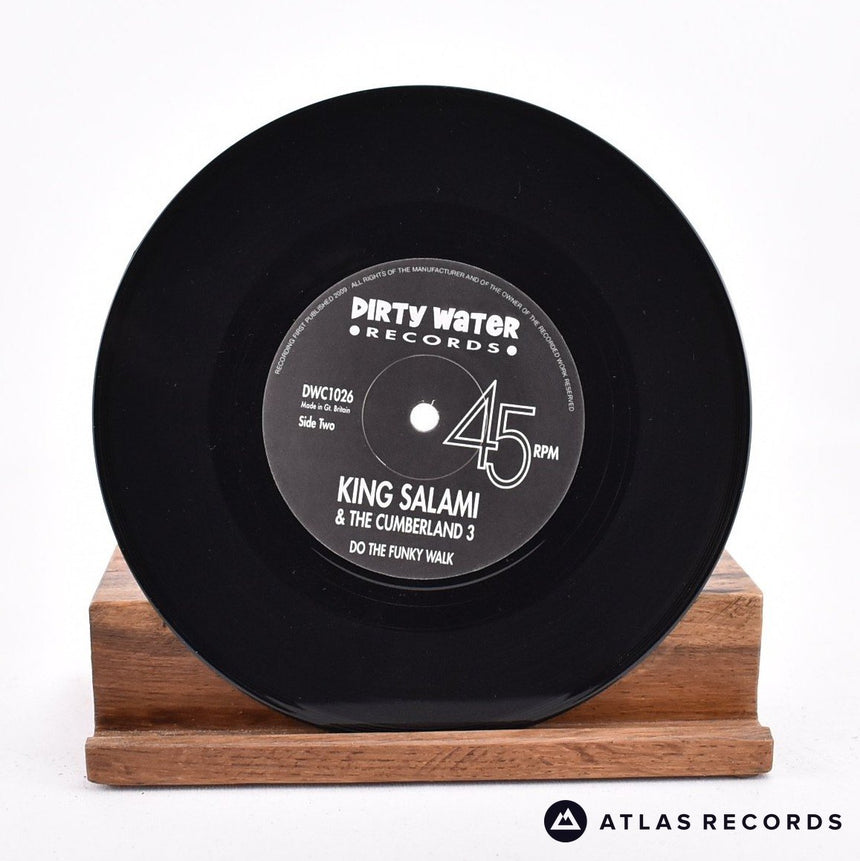 RECORDING FIRST PUBLISHED 2009 . ALL RIGHTS OF THE MANUFACTURER AND OF THE OWNER OF THE RECORDED WORK RESERVED
DIRTY WATER
• RECORDS •
DWC1026
Made in Gt. Britain
Side Two
45 RPM
KING SALAMI
& THE CUMBERLAND 3
DO THE FUNKY WALK
ATLAS RECORDS